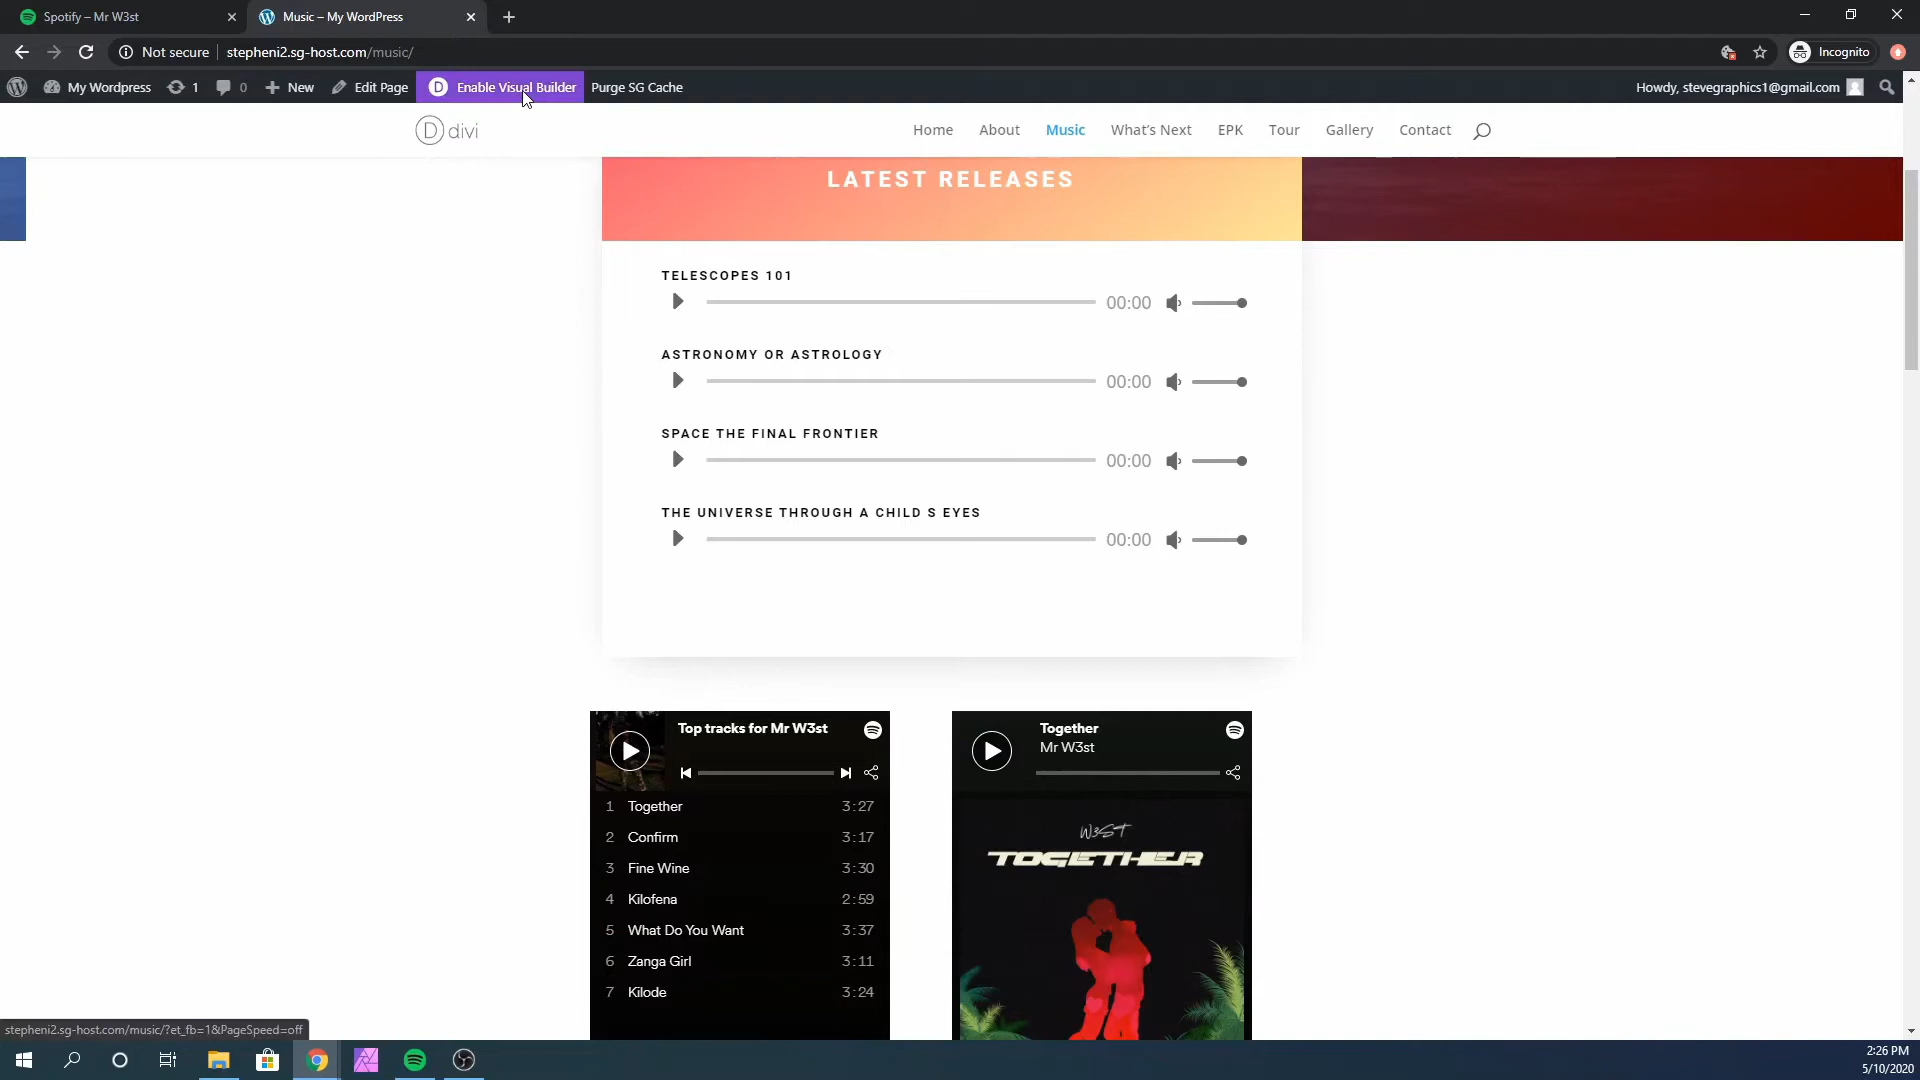 Spotify – Mr W3st
Music – My WordPress
Not secure
stepheni2.sg-host.com/music/
Incognito
My Wordpress
1
0
New
Edit Page
D
Enable Visual Builder
Purge SG Cache
Howdy, stevegraphics1@gmail.com
D divi
Home
About
Music
What's Next
EPK
Tour
Gallery
Contact
LATEST RELEASES
TELESCOPES 101
00:00
ASTRONOMY OR ASTROLOGY
00:00
SPACE THE FINAL FRONTIER
00:00
THE UNIVERSE THROUGH A CHILD S EYES
00:00
Top tracks for Mr W3st
1 Together 3:27
2 Confirm 3:17
3 Fine Wine 3:30
4 Kilofena 2:59
5 What Do You Want 3:37
6 Zanga Girl 3:11
7 Kilode 3:24
Together
Mr W3st
W3ST
TOGETHER
stepheni2.sg-host.com/music/?et_fb=1&PageSpeed=off
2:26 PM
5/10/2020